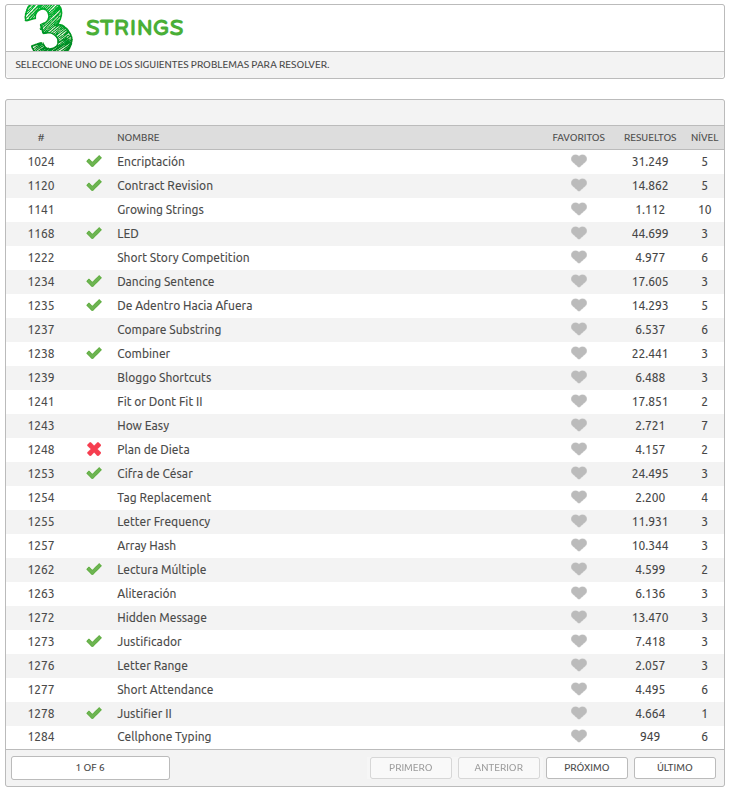 3 STRINGS
SELECCIONE UNO DE LOS SIGUIENTES PROBLEMAS PARA RESOLVER.
# NOMBRE FAVORITOS RESUELTOS NÍVEL
1024 Encriptación 31.249 5
1120 Contract Revision 14.862 5
1141 Growing Strings 1.112 10
1168 LED 44.699 3
1222 Short Story Competition 4.977 6
1234 Dancing Sentence 17.605 3
1235 De Adentro Hacia Afuera 14.293 5
1237 Compare Substring 6.537 6
1238 Combiner 22.441 3
1239 Bloggo Shortcuts 6.488 3
1241 Fit or Dont Fit II 17.851 2
1243 How Easy 2.721 7
1248 Plan de Dieta 4.157 2
1253 Cifra de César 24.495 3
1254 Tag Replacement 2.200 4
1255 Letter Frequency 11.931 3
1257 Array Hash 10.344 3
1262 Lectura Múltiple 4.599 2
1263 Aliteración 6.136 3
1272 Hidden Message 13.470 3
1273 Justificador 7.418 3
1276 Letter Range 2.057 3
1277 Short Attendance 4.495 6
1278 Justifier II 4.664 1
1284 Cellphone Typing 949 6
1 OF 6 PRIMERO ANTERIOR PRÓXIMO ÚLTIMO